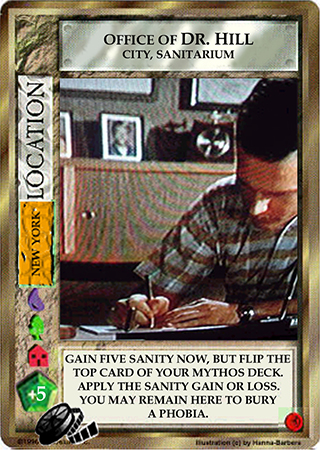 OFFICE OF DR. HILL
CITY, SANITARIUM
LOCATION
NEW YORK
+5
GAIN FIVE SANITY NOW, BUT FLIP THE
TOP CARD OF YOUR MYTHOS DECK.
APPLY THE SANITY GAIN OR LOSS.
YOU MAY REMAIN HERE TO BURY
A PHOBIA.
©1996
Illustration (c) by Hanna-Barbera